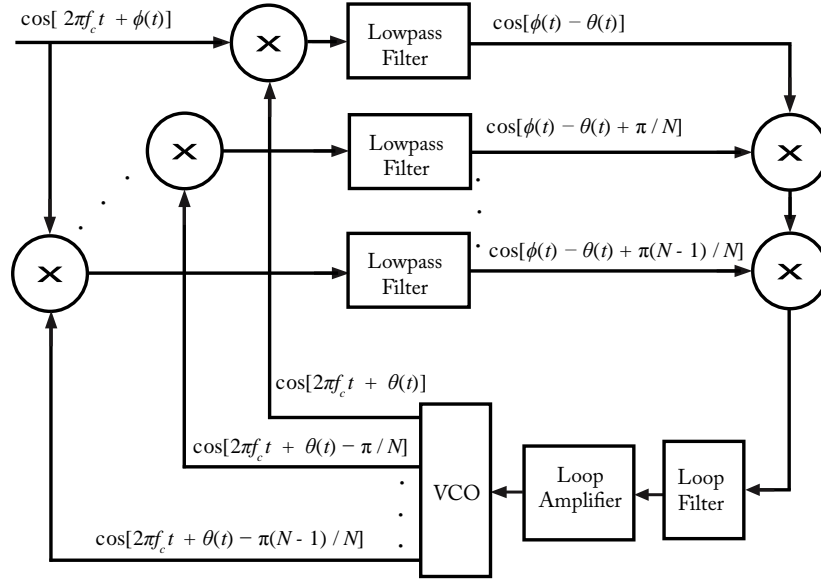 cos[ 2πf_c t + ϕ(t)]
×
Lowpass
Filter
cos[ϕ(t) − θ(t)]
×
Lowpass
Filter
cos[ϕ(t) − θ(t) + π / N]
×
×
Lowpass
Filter
cos[ϕ(t) − θ(t) + π(N - 1) / N]
×
cos[2πf_c t + θ(t)]
cos[2πf_c t + θ(t) − π / N]
cos[2πf_c t + θ(t) − π(N - 1) / N]
VCO
Loop
Amplifier
Loop
Filter